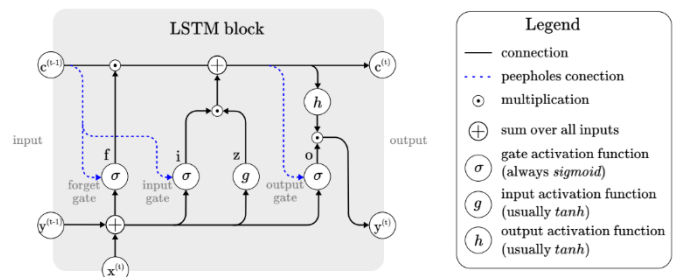 LSTM block
c(t-1)
c(t)
h
input
output
f
i
z
o
σ
σ
g
σ
forget
gate
input
gate
output
gate
y(t-1)
y(t)
x(t)
Legend
connection
peepholes conection
multiplication
sum over all inputs
σ
gate activation function
(always sigmoid)
g
input activation function
(usually tanh)
h
output activation function
(usually tanh)